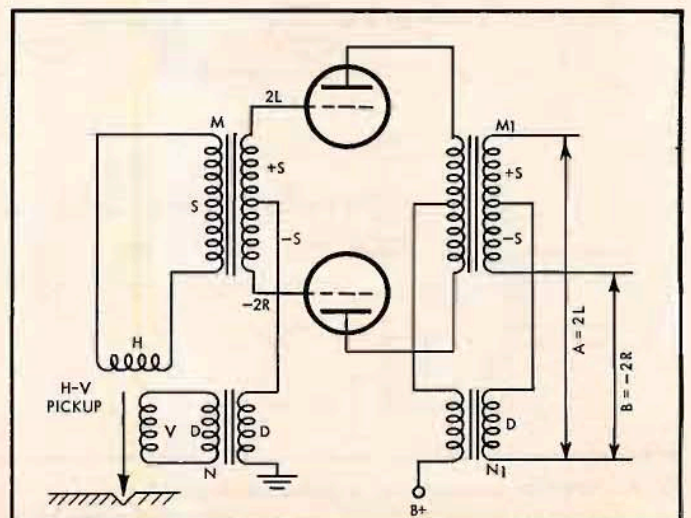 2L
M
M1
+S
+S
S
-S
-S
-2R
H
A = 2L
B = -2R
H-V
PICKUP
V
D
D
D
N
N1
B+